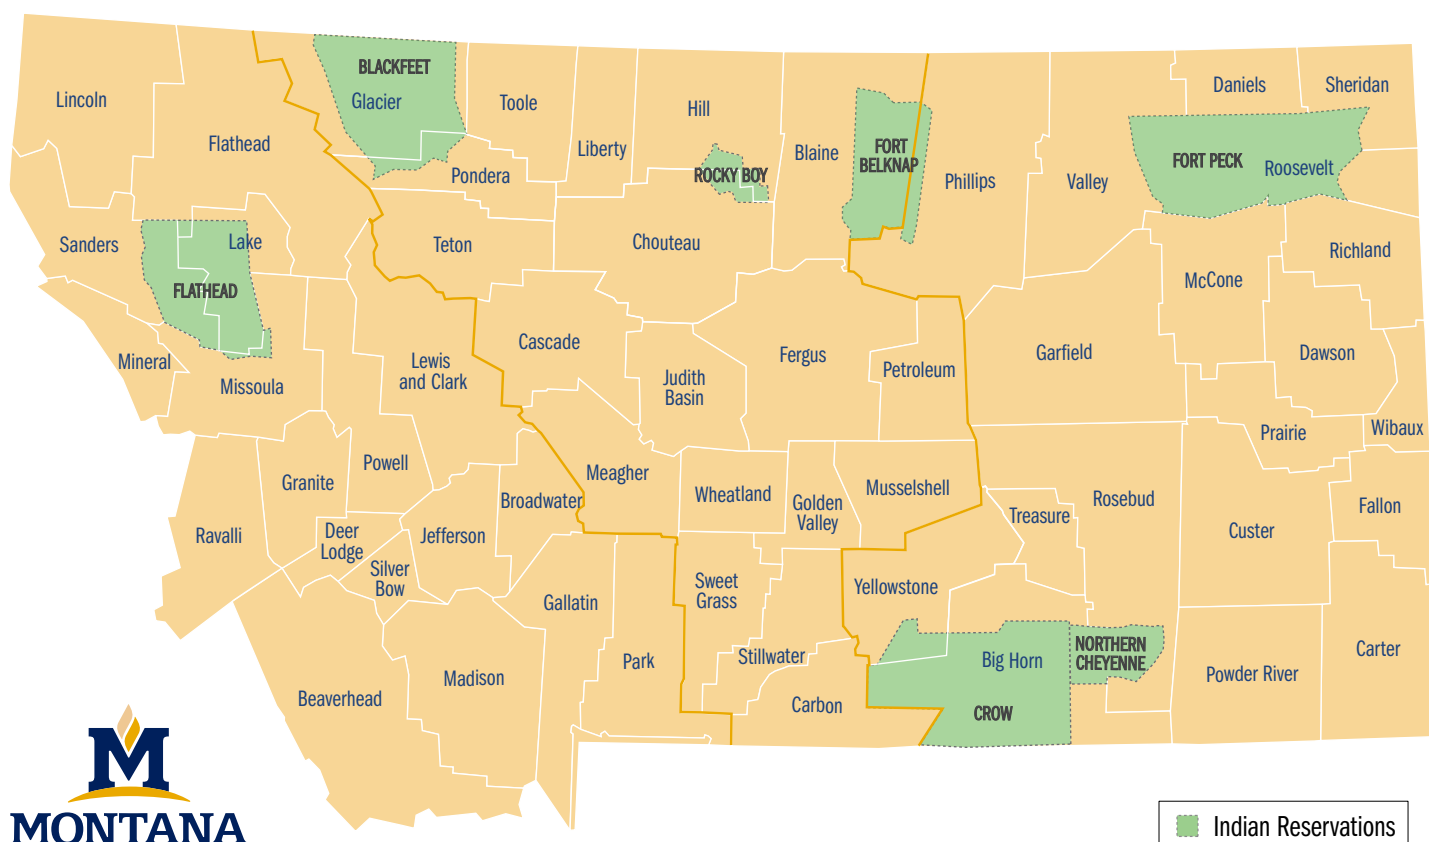 BLACKFEET
Glacier
Lincoln
Toole
Daniels
Sheridan
Hill
Flathead
Liberty
Blaine
FORT
BELKNAP
FORT PECK
Roosevelt
Pondera
ROCKY BOY
Phillips
Valley
Sanders
Lake
Teton
Chouteau
Richland
McCone
FLATHEAD
Cascade
Mineral
Missoula
Lewis
and Clark
Judith
Basin
Fergus
Petroleum
Garfield
Dawson
Prairie
Wibaux
Powell
Granite
Meagher
Broadwater
Wheatland
Golden
Valley
Musselshell
Treasure
Rosebud
Custer
Fallon
Ravalli
Deer
Lodge
Jefferson
Silver
Bow
Gallatin
Sweet
Grass
Yellowstone
Stillwater
Park
Big Horn
NORTHERN
CHEYENNE
Powder River
Carter
Beaverhead
Madison
Carbon
CROW
M
MONTANA
Indian Reservations